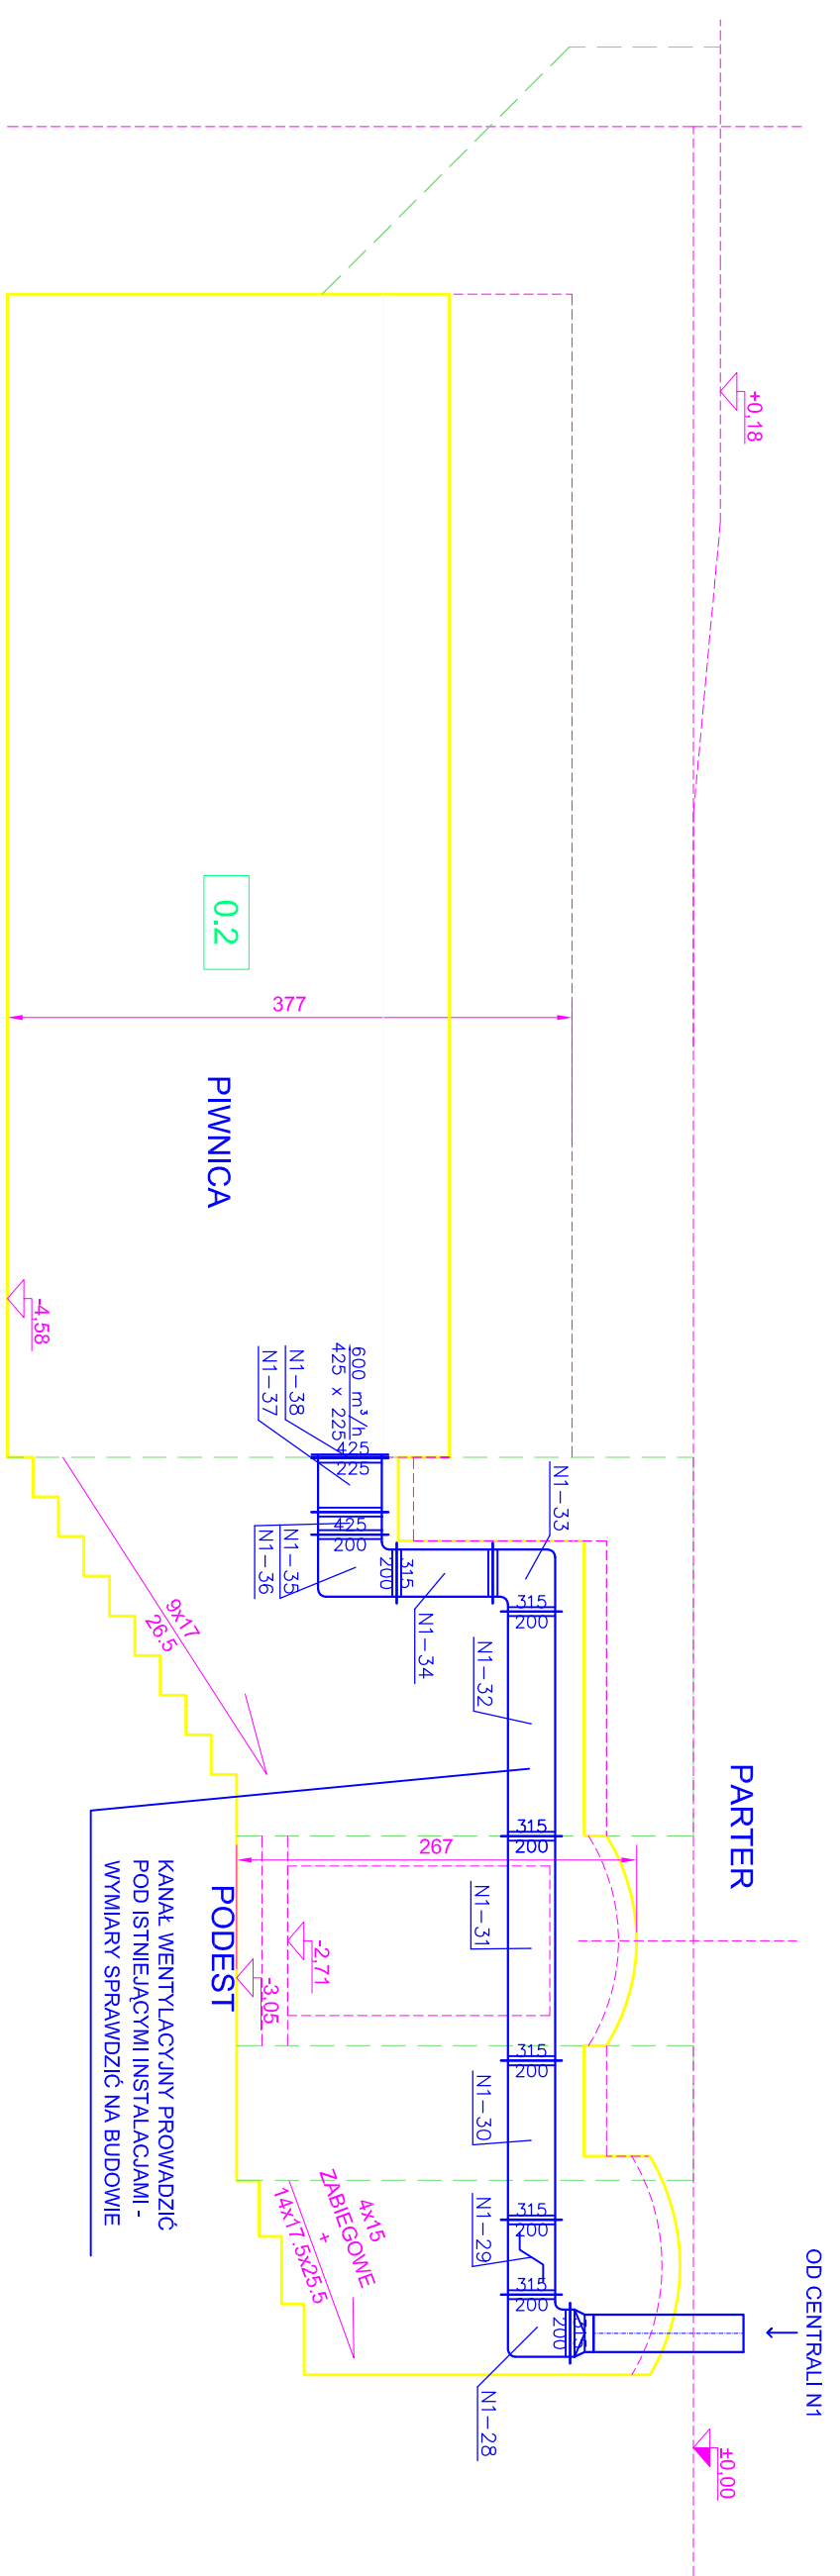 +0,18
0.2
377
PIWNICA
-4,58
600 m³/h
425 x 225
N1-38
N1-37
425
225
425
200
N1-35
N1-36
315
200
N1-33
N1-34
315
200
9x17
26.5
N1-32
PARTER
315
200
267
N1-31
PODEST
-2,71
-3,05
KANAŁ WENTYLACYJNY PROWADZIĆ
POD ISTNIEJĄCYMI INSTALACJAMI -
WYMIARY SPRAWDZIĆ NA BUDOWIE
315
200
N1-30
4x15
ZABIEGOWE
+
14x17.5x25.5
315
200
N1-29
315
200
315
200
N1-28
OD CENTRALI N1
±0,00